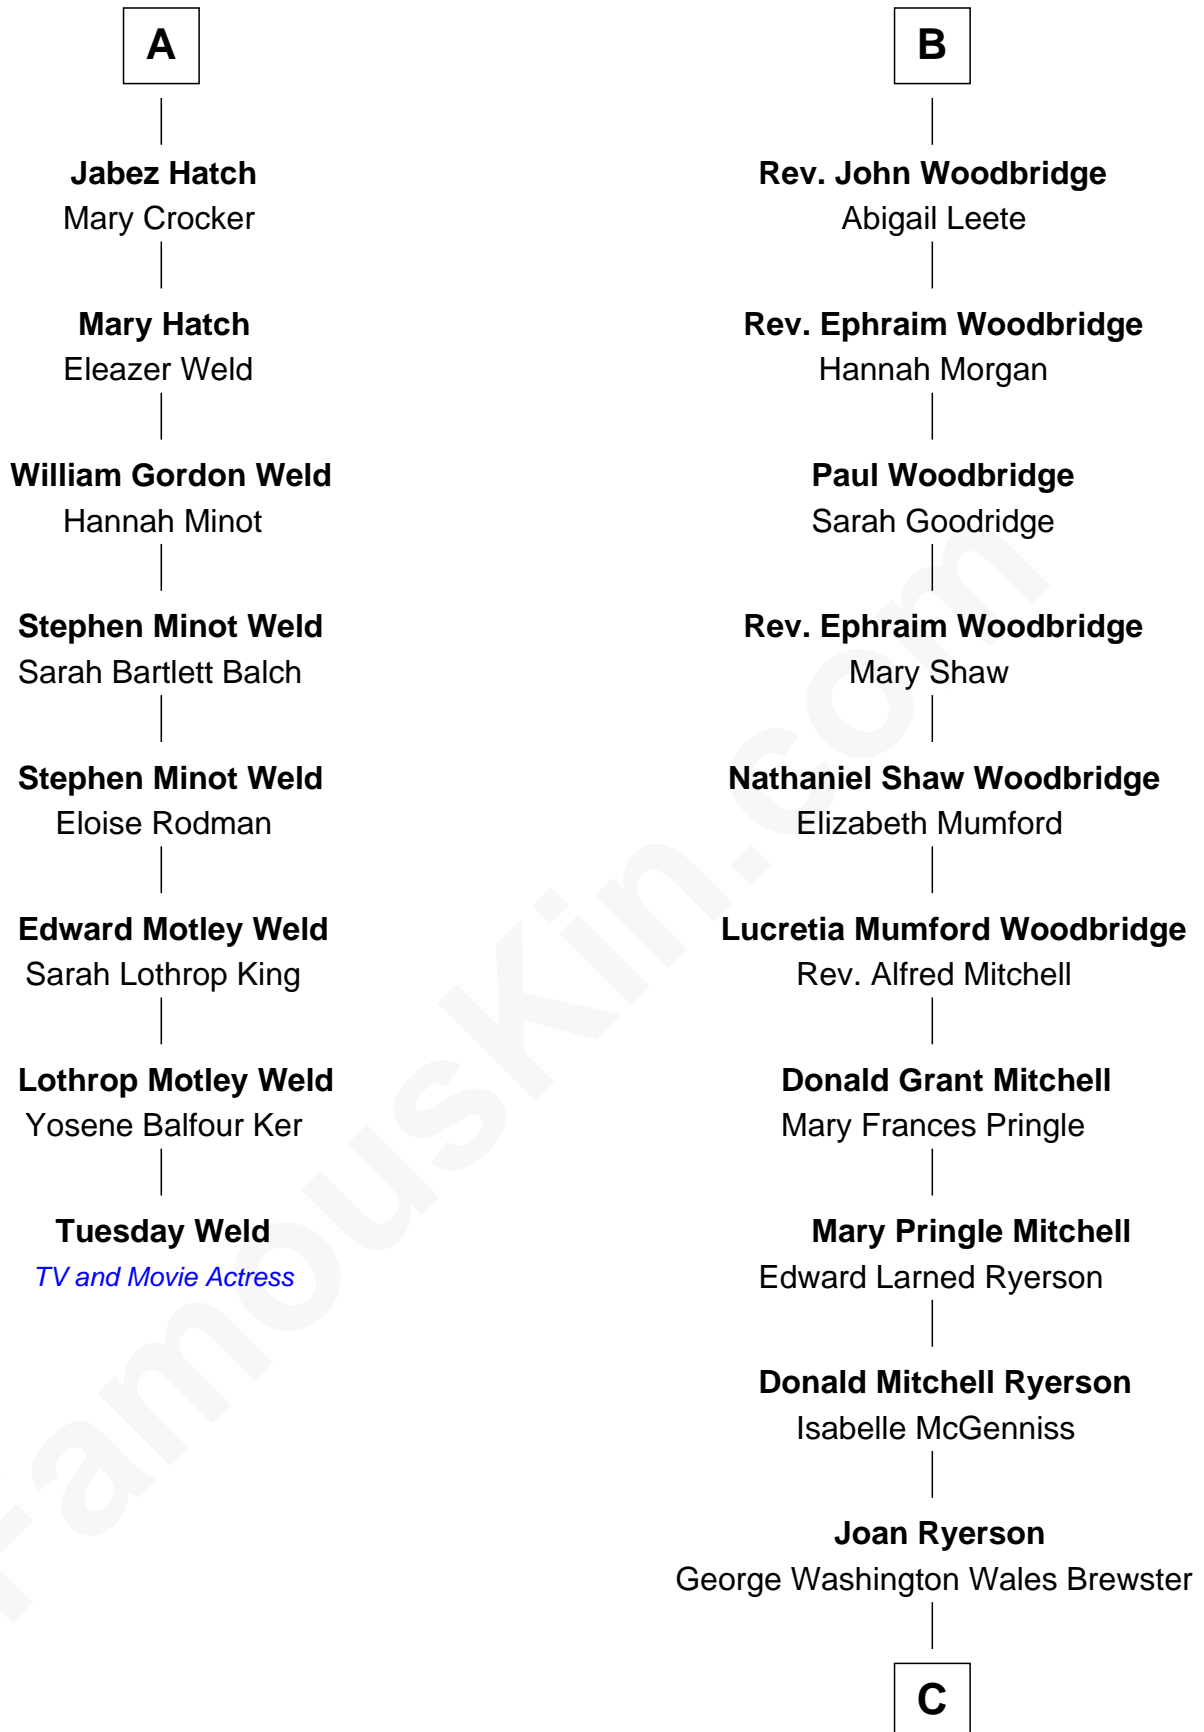 A
Jabez Hatch
Mary Crocker
Mary Hatch
Eleazer Weld
William Gordon Weld
Hannah Minot
Stephen Minot Weld
Sarah Bartlett Balch
Stephen Minot Weld
Eloise Rodman
Edward Motley Weld
Sarah Lothrop King
Lothrop Motley Weld
Yosene Balfour Ker
Tuesday Weld
TV and Movie Actress
B
Rev. John Woodbridge
Abigail Leete
Rev. Ephraim Woodbridge
Hannah Morgan
Paul Woodbridge
Sarah Goodridge
Rev. Ephraim Woodbridge
Mary Shaw
Nathaniel Shaw Woodbridge
Elizabeth Mumford
Lucretia Mumford Woodbridge
Rev. Alfred Mitchell
Donald Grant Mitchell
Mary Frances Pringle
Mary Pringle Mitchell
Edward Larned Ryerson
Donald Mitchell Ryerson
Isabelle McGenniss
Joan Ryerson
George Washington Wales Brewster
C
FamousKin.com